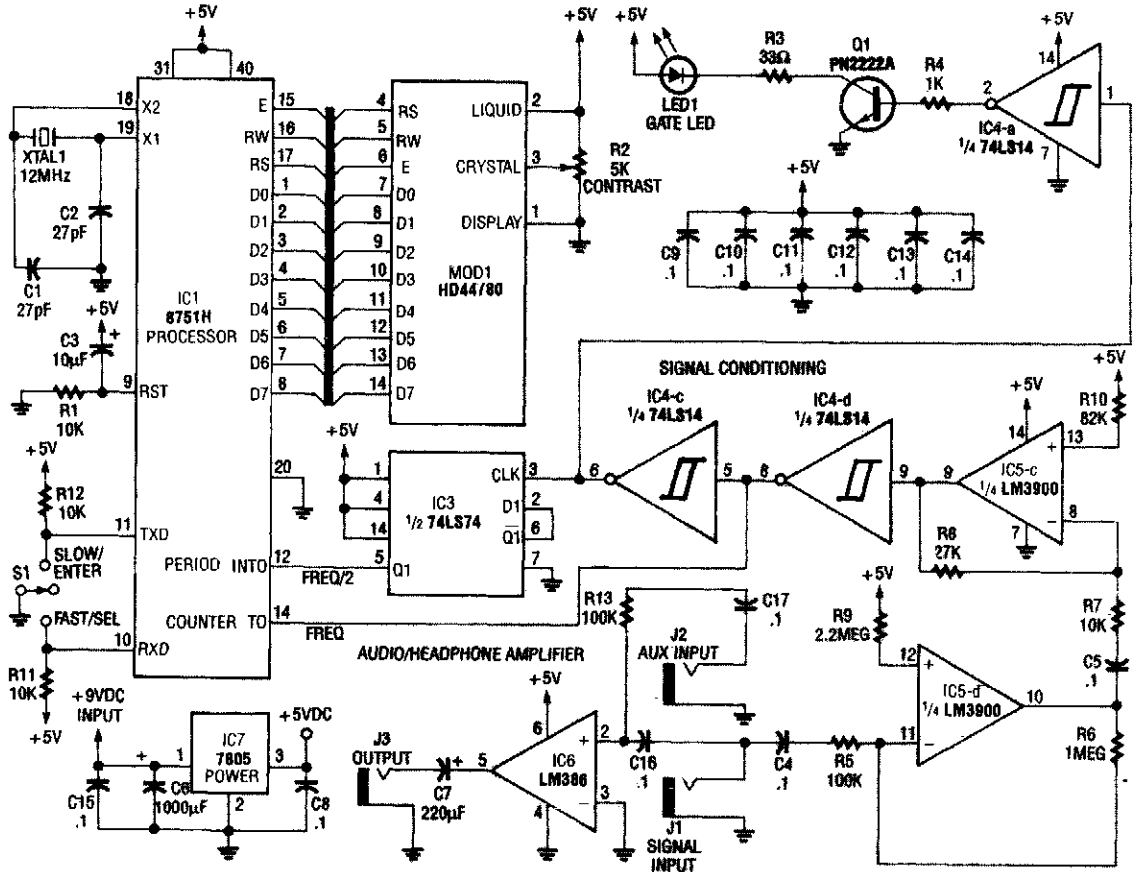 +5V
31 40
18 X2
19 X1
XTAL1
12MHz
C2
27pF
C1
27pF
+5V
C3
10µF
+
9 RST
R1
10K
+5V
R12
10K
11 TXD
SLOW/
ENTER
S1
FAST/SEL
10 RXD
R11
10K
+5V
IC1
8751H
PROCESSOR
E 15
RW 16
RS 17
D0 1
D1 2
D2 3
D3 4
D4 5
D5 6
D6 7
D7 8
20
PERIOD INTO 12
COUNTER TO 14
FREQ/2
FREQ
4 RS
5 RW
6 E
7 D0
8 D1
9 D2
10 D3
11 D4
12 D5
13 D6
14 D7
LIQUID 2
CRYSTAL 3
DISPLAY 1
MOD1
HD44780
+5V
R2
5K
CONTRAST
+5V
LED1
GATE LED
R3
33Ω
Q1
PN2222A
R4
1K
+5V
14
2
1
IC4-a
1/4 74LS14
7
+5V
C9
.1
C10
.1
C11
.1
C12
.1
C13
.1
C14
.1
SIGNAL CONDITIONING
+5V
1
4
14
5 Q1
IC3
1/2 74LS74
CLK 3
D1 2
Q1 6
7
IC4-c
1/4 74LS14
6 5
IC4-d
1/4 74LS14
8 9
+5V
14
9
IC5-c
1/4 LM3900
+ 13
- 8
7
+5V
R10
82K
R8
27K
R7
10K
C5
.1
+5V
R9
2.2MEG
12 +
IC5-d
1/4 LM3900
10
11 -
R6
1MEG
R13
100K
C17
.1
J2
AUX INPUT
AUDIO/HEADPHONE AMPLIFIER
J3
OUTPUT
C7
220µF
+
5
6
+5V
IC6
LM386
+ 2
- 3
4
C16
.1
C4
.1
R5
100K
J1
SIGNAL
INPUT
+9VDC
INPUT
+5VDC
1
IC7
7805
POWER
3
2
C15
.1
+
C6
1000µF
C8
.1